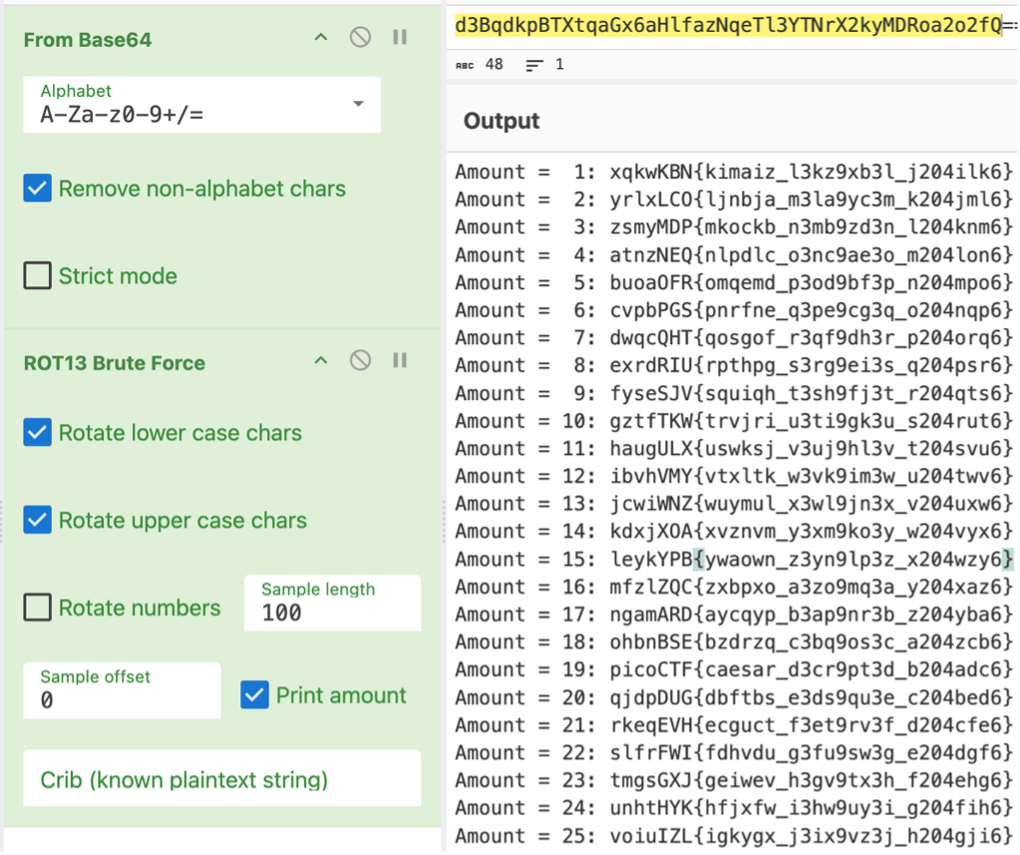 From Base64
Alphabet
A-Za-z0-9+/=
Remove non-alphabet chars
Strict mode
ROT13 Brute Force
Rotate lower case chars
Rotate upper case chars
Rotate numbers
Sample length
100
Sample offset
0
Print amount
Crib (known plaintext string)
d3BqdkpBTXtqaGx6aHlfazNqeTl3YTNrX2kyMDRoa2o2fQ==
ABC 48 1
Output
Amount = 1: xqkwKBN{kimaiz_l3kz9xb3l_j204ilk6}
Amount = 2: yrlxLCO{ljnbja_m3la9yc3m_k204jml6}
Amount = 3: zsmyMDP{mkockb_n3mb9zd3n_l204knm6}
Amount = 4: atnzNEQ{nlpdlc_o3nc9ae3o_m204lon6}
Amount = 5: buoaOFR{omqemd_p3od9bf3p_n204mpo6}
Amount = 6: cvpbPGS{pnrfne_q3pe9cg3q_o204nqp6}
Amount = 7: dwqcQHT{qosgof_r3qf9dh3r_p204orq6}
Amount = 8: exrdRIU{rpthpg_s3rg9ei3s_q204psr6}
Amount = 9: fyseSJV{squiqh_t3sh9fj3t_r204qts6}
Amount = 10: gztfTKW{trvjri_u3ti9gk3u_s204rut6}
Amount = 11: haugULX{uswksj_v3uj9hl3v_t204svu6}
Amount = 12: ibvhVMY{vtxltk_w3vk9im3w_u204twv6}
Amount = 13: jcwiWNZ{wuymul_x3wl9jn3x_v204uxw6}
Amount = 14: kdxjXOA{xvznvm_y3xm9ko3y_w204vyx6}
Amount = 15: leykYPB{ywaown_z3yn9lp3z_x204wzy6}
Amount = 16: mfzlZQC{zxbpxo_a3zo9mq3a_y204xaz6}
Amount = 17: ngamARD{aycqyp_b3ap9nr3b_z204yba6}
Amount = 18: ohbnBSE{bzdrzq_c3bq9os3c_a204zcb6}
Amount = 19: picoCTF{caesar_d3cr9pt3d_b204adc6}
Amount = 20: qjdpDUG{dbftbs_e3ds9qu3e_c204bed6}
Amount = 21: rkeqEVH{ecguct_f3et9rv3f_d204cfe6}
Amount = 22: slfrFWI{fdhvdu_g3fu9sw3g_e204dgf6}
Amount = 23: tmgsGXJ{geiwev_h3gv9tx3h_f204ehg6}
Amount = 24: unhtHYK{hfjxfw_i3hw9uy3i_g204fih6}
Amount = 25: voiuIZL{igkygx_j3ix9vz3j_h204gji6}